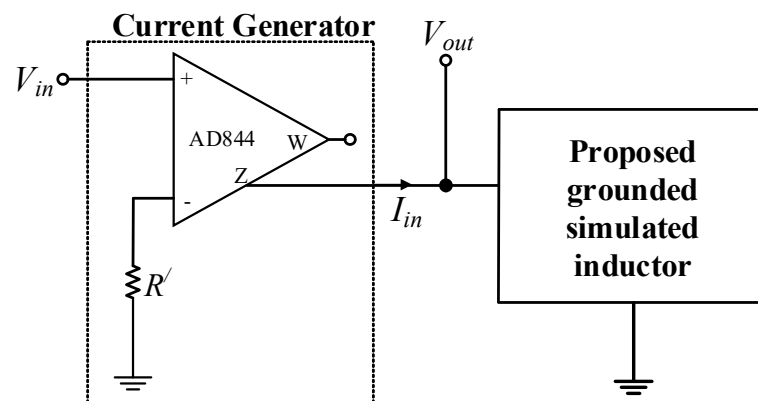 Current Generator
V_in
+
AD844
W
Z
-
R/
I_in
V_out
Proposed
grounded
simulated
inductor